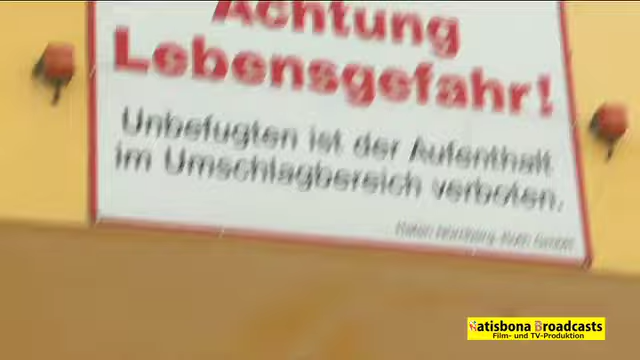 Achtung
Lebensgefahr!
Unbefugten ist der Aufenthalt
im Umschlagbereich verboten.
Ratisbona Broadcasts
Film- und TV-Produktion